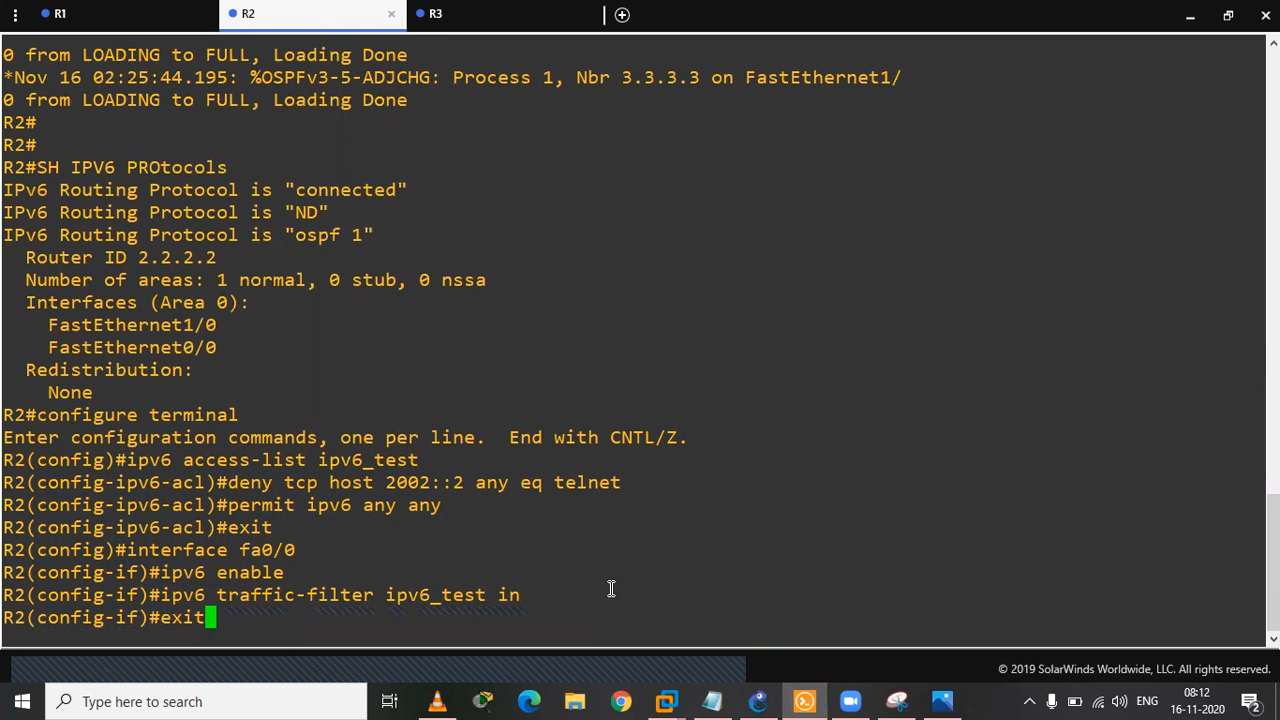 R1
R2
×
R3
0 from LOADING to FULL, Loading Done
*Nov 16 02:25:44.195: %OSPFv3-5-ADJCHG: Process 1, Nbr 3.3.3.3 on FastEthernet1/
0 from LOADING to FULL, Loading Done
R2#
R2#
R2#SH IPV6 PROtocols
IPv6 Routing Protocol is "connected"
IPv6 Routing Protocol is "ND"
IPv6 Routing Protocol is "ospf 1"
Router ID 2.2.2.2
Number of areas: 1 normal, 0 stub, 0 nssa
Interfaces (Area 0):
FastEthernet1/0
FastEthernet0/0
Redistribution:
None
R2#configure terminal
Enter configuration commands, one per line.  End with CNTL/Z.
R2(config)#ipv6 access-list ipv6_test
R2(config-ipv6-acl)#deny tcp host 2002::2 any eq telnet
R2(config-ipv6-acl)#permit ipv6 any any
R2(config-ipv6-acl)#exit
R2(config)#interface fa0/0
R2(config-if)#ipv6 enable
R2(config-if)#ipv6 traffic-filter ipv6_test in
R2(config-if)#exit
© 2019 SolarWinds Worldwide, LLC. All rights reserved.
Type here to search
ENG
08:12
16-11-2020
2